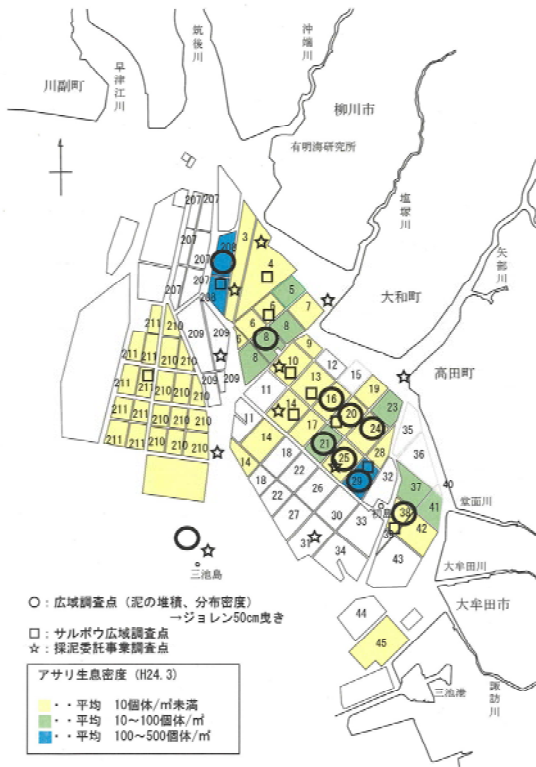 筑後川
沖端川
早津江川
川副町
柳川市
有明海研究所
塩塚川
矢部川
大和町
高田町
207 207
207
208
3
207
4
207
208
5
6
7
209
209
6
8
8
8
9
209
211 210
211 211 210 210
211 211 210 210 210
211 211 210 210 210
211 211 210 210 210
10
12
15
11
13
16
19
20
23
14
17
24
35
11
14
21
28
36
14
18
25
22
29
32
37
40
18
22
26
38
41
堂面川
27
30
33
39
42
31
34
43
三池島
大牟田川
44
大牟田市
45
三池港
諏訪川
○:広域調査点(泥の堆積、分布密度)
→ジョレン50cm曳き
□:サルボウ広域調査点
☆:採泥委託事業調査点
アサリ生息密度(H24.3)
・・平均 10個体/㎡未満
・・平均 10~100個体/㎡
・・平均 100~500個体/㎡